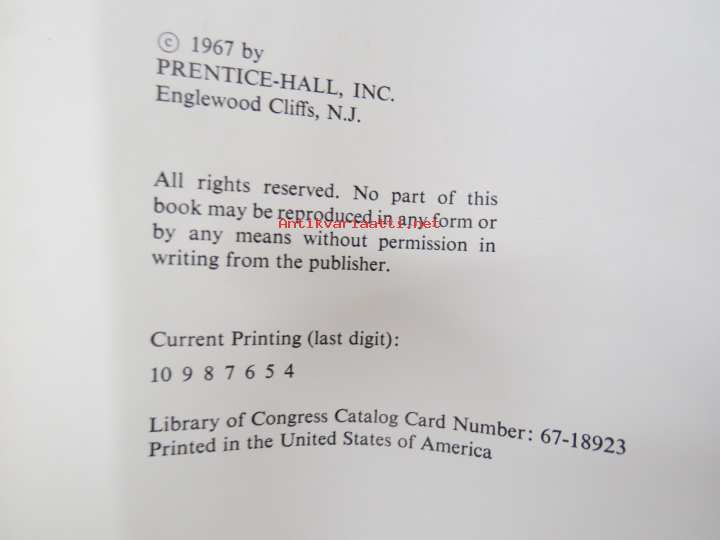 © 1967 by
PRENTICE-HALL, INC.
Englewood Cliffs, N.J.
All rights reserved. No part of this
book may be reproduced in any form or
Antikvariaatti.net
by any means without permission in
writing from the publisher.
Current Printing (last digit):
10 9 8 7 6 5 4
Library of Congress Catalog Card Number: 67-18923
Printed in the United States of America